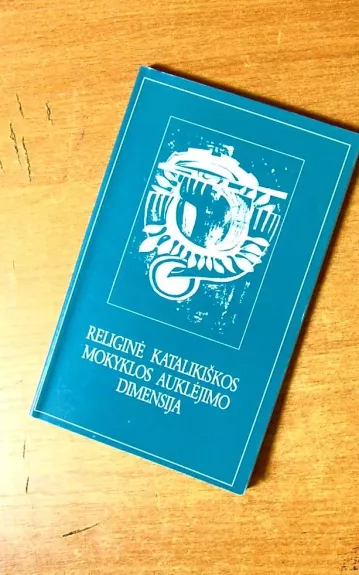 RELIGINĖ KATALIKIŠKOS
MOKYKLOS AUKLĖJIMO
DIMENSIJA